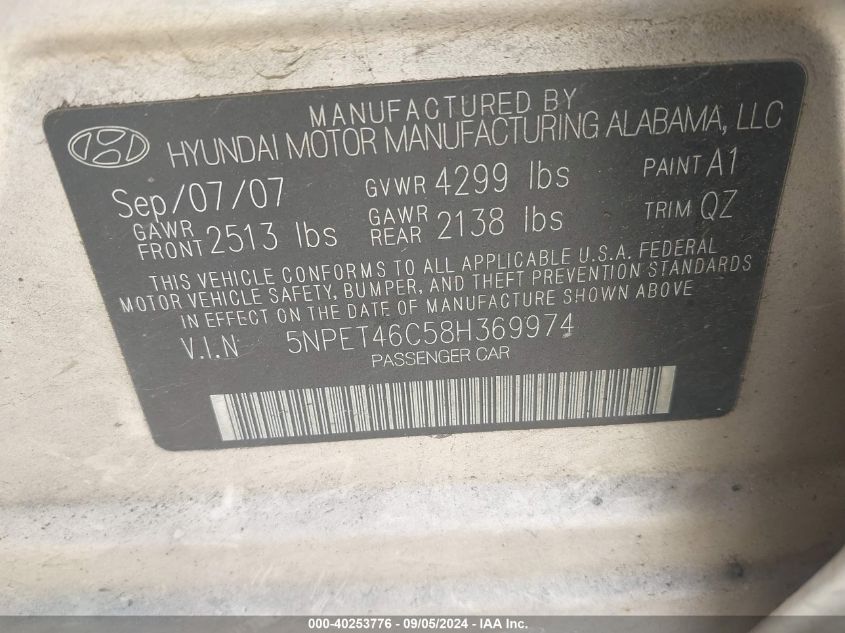 MANUFACTURED BY
HYUNDAI MOTOR MANUFACTURING ALABAMA, LLC
Sep/07/07 GVWR 4299 lbs PAINT A1
GAWR FRONT 2513 lbs GAWR REAR 2138 lbs TRIM QZ
THIS VEHICLE CONFORMS TO ALL APPLICABLE U.S.A. FEDERAL
MOTOR VEHICLE SAFETY, BUMPER, AND THEFT PREVENTION STANDARDS
IN EFFECT ON THE DATE OF MANUFACTURE SHOWN ABOVE
V.I.N 5NPET46C58H369974
PASSENGER CAR
000-40253776 - 09/05/2024 - IAA Inc.